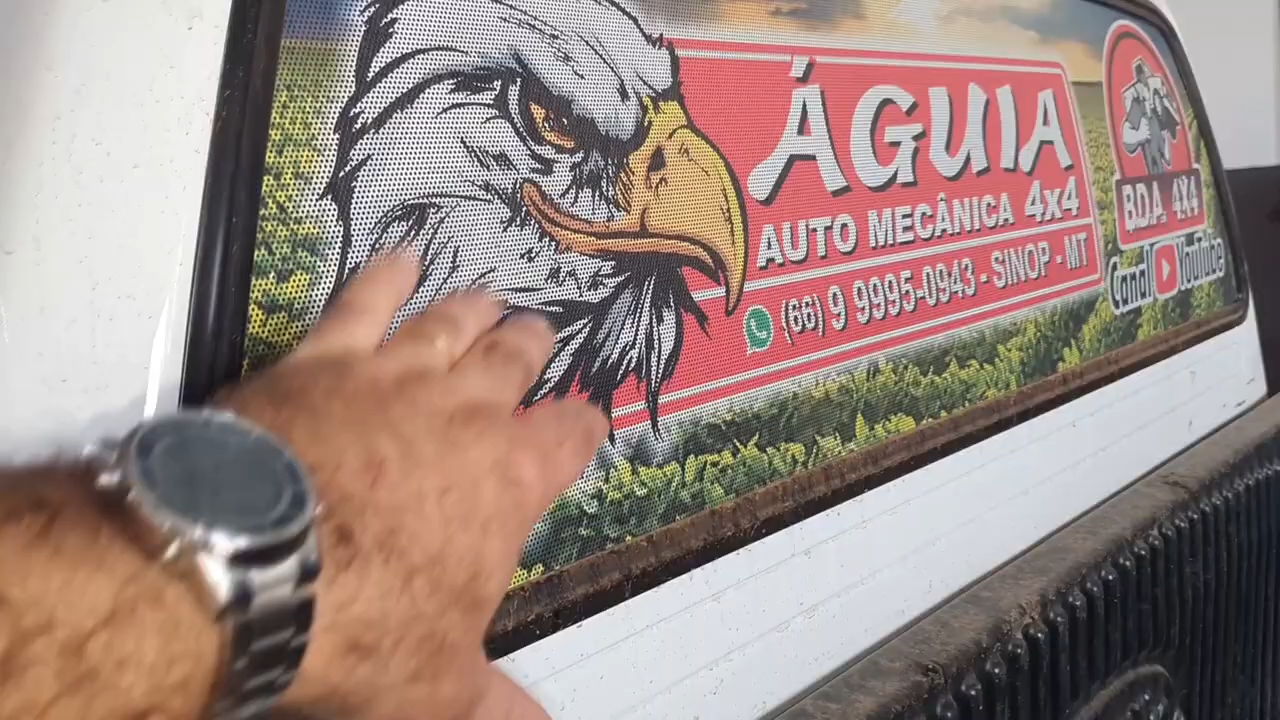 ÁGUIA
AUTO MECÂNICA 4x4
(66) 9 9995-0943 - SINOP - MT
B.D.A. 4X4
Canal YouTube